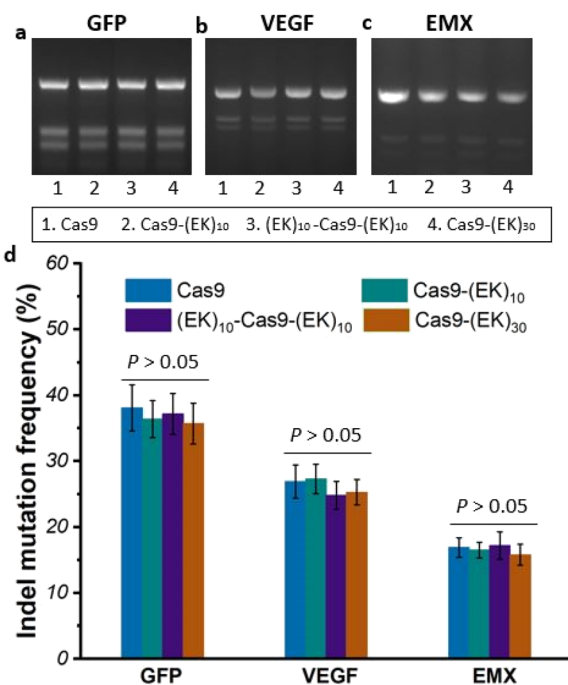 a GFP b VEGF c EMX
1 2 3 4 1 2 3 4 1 2 3 4
1. Cas9 2. Cas9-(EK)₁₀ 3. (EK)₁₀-Cas9-(EK)₁₀ 4. Cas9-(EK)₃₀
d
Indel mutation frequency (%)
60
50
40
30
20
10
0
Cas9 Cas9-(EK)₁₀
(EK)₁₀-Cas9-(EK)₁₀ Cas9-(EK)₃₀
P > 0.05
P > 0.05
P > 0.05
GFP VEGF EMX